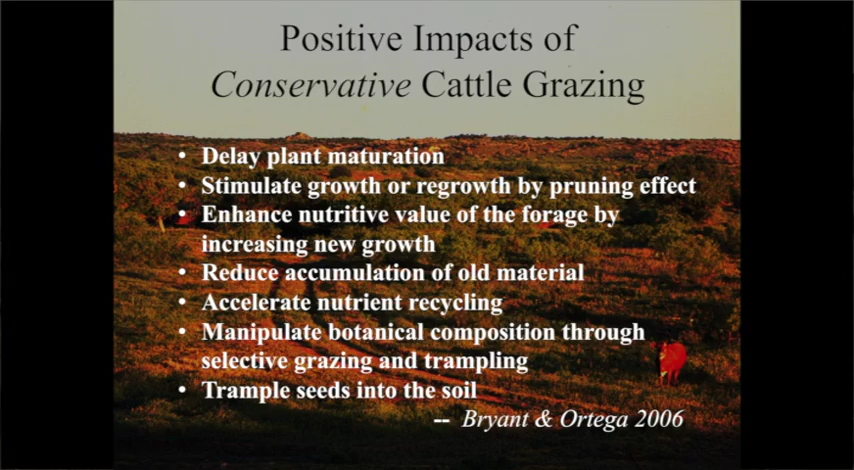 Positive Impacts of
Conservative Cattle Grazing
• Delay plant maturation
• Stimulate growth or regrowth by pruning effect
• Enhance nutritive value of the forage by
increasing new growth
• Reduce accumulation of old material
• Accelerate nutrient recycling
• Manipulate botanical composition through
selective grazing and trampling
• Trample seeds into the soil
-- Bryant & Ortega 2006